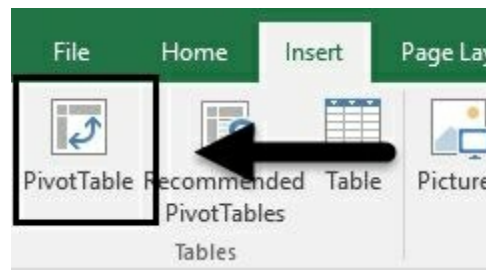 File Home Insert Page Lay
PivotTable Recommended Table Picture
PivotTables
Tables